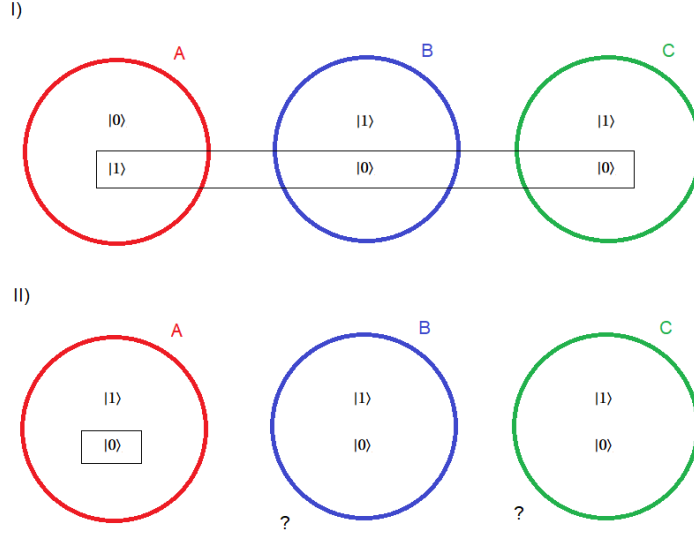 I)
A B C
|0⟩ |1⟩ |1⟩
|1⟩ |0⟩ |0⟩
II)
A B C
|1⟩ |1⟩ |1⟩
|0⟩ |0⟩ |0⟩
? ?